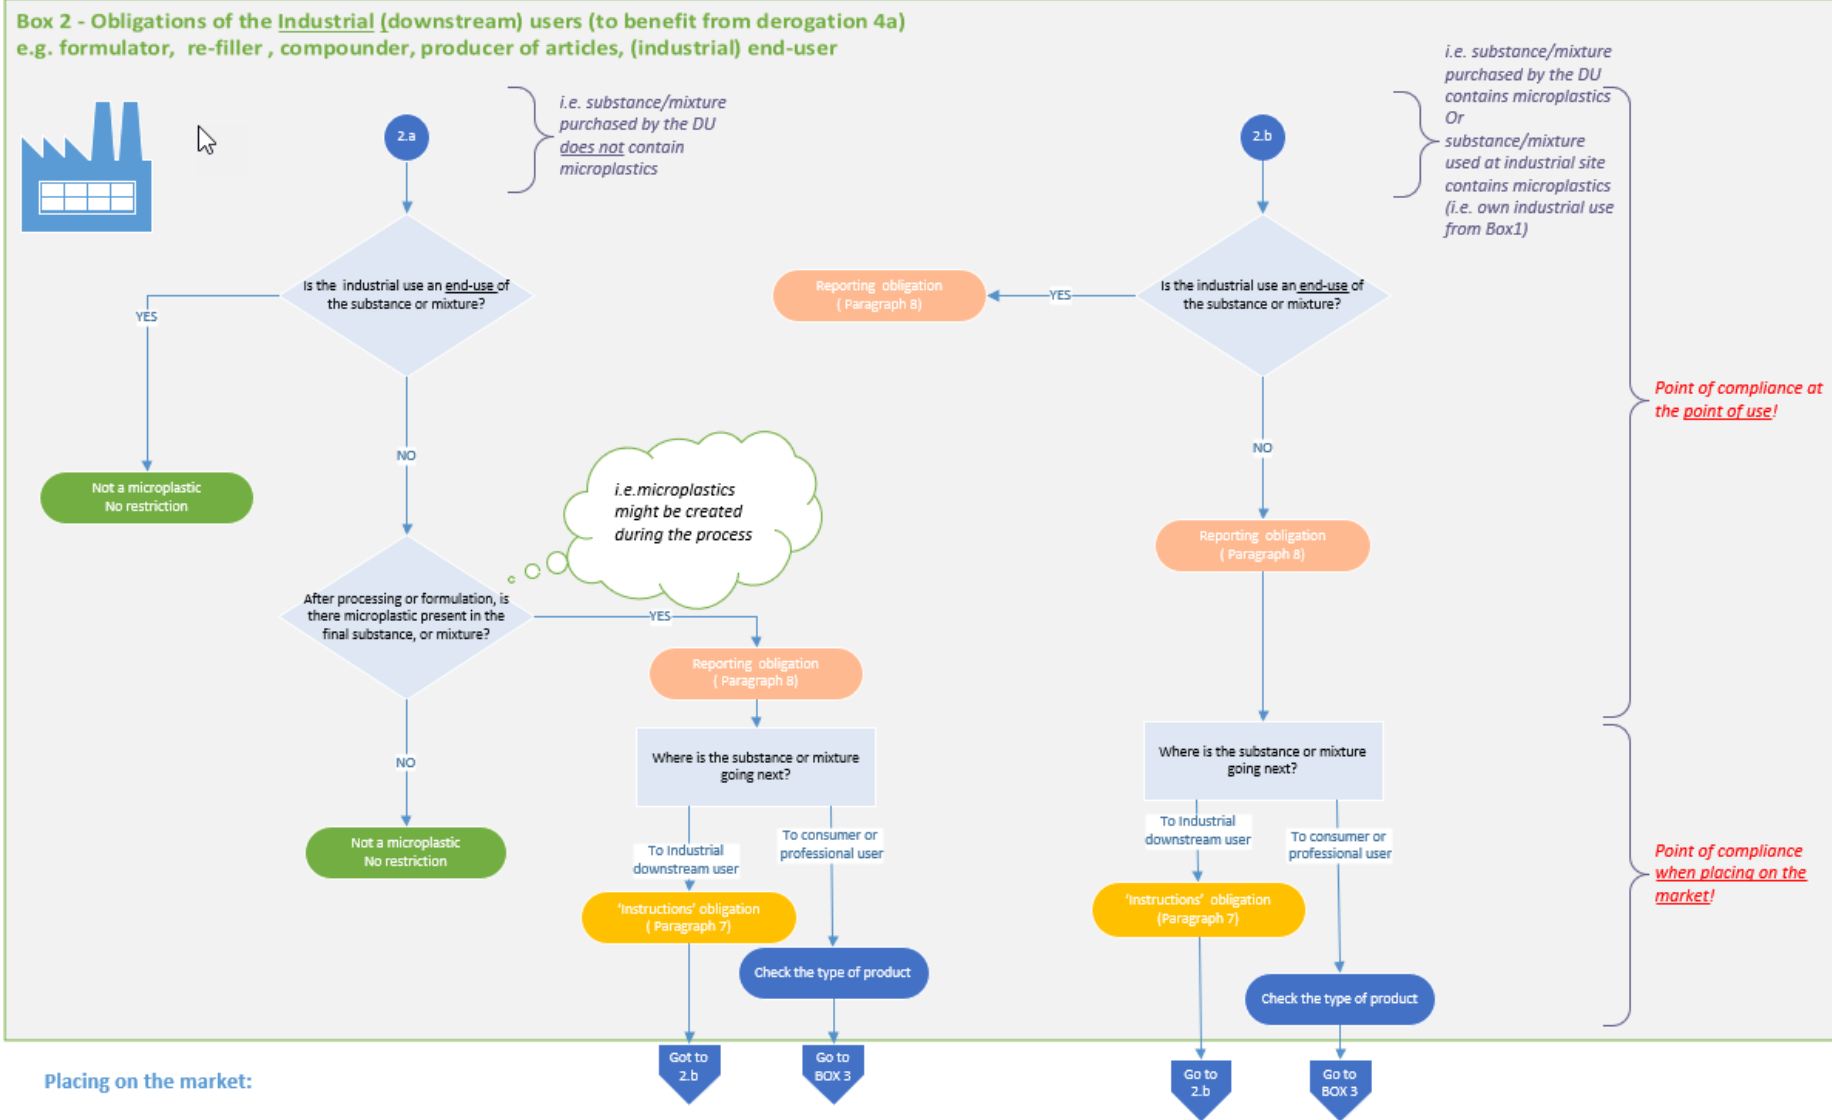 Box 2 - Obligations of the Industrial (downstream) users (to benefit from derogation 4a)
e.g. formulator, re-filler , compounder, producer of articles, (industrial) end-user
i.e. substance/mixture
purchased by the DU
does not contain
microplastics
2.a
Is the industrial use an end-use of
the substance or mixture?
YES
Not a microplastic
No restriction
NO
i.e.microplastics
might be created
during the process
After processing or formulation, is
there microplastic present in the
final substance, or mixture?
YES
Reporting obligation
( Paragraph 8)
NO
Not a microplastic
No restriction
Where is the substance or mixture
going next?
To Industrial
downstream user
To consumer or
professional user
‘Instructions’ obligation
( Paragraph 7)
Check the type of product
Got to
2.b
Go to
BOX 3
i.e. substance/mixture
purchased by the DU
contains microplastics
Or
substance/mixture
used at industrial site
contains microplastics
(i.e. own industrial use
from Box1)
2.b
Is the industrial use an end-use of
the substance or mixture?
YES
Reporting obligation
( Paragraph 8)
NO
Reporting obligation
( Paragraph 8)
Where is the substance or mixture
going next?
To Industrial
downstream user
To consumer or
professional user
‘Instructions’ obligation
(Paragraph 7)
Check the type of product
Go to
2.b
Go to
BOX 3
Point of compliance at
the point of use!
Point of compliance
when placing on the
market!
Placing on the market: